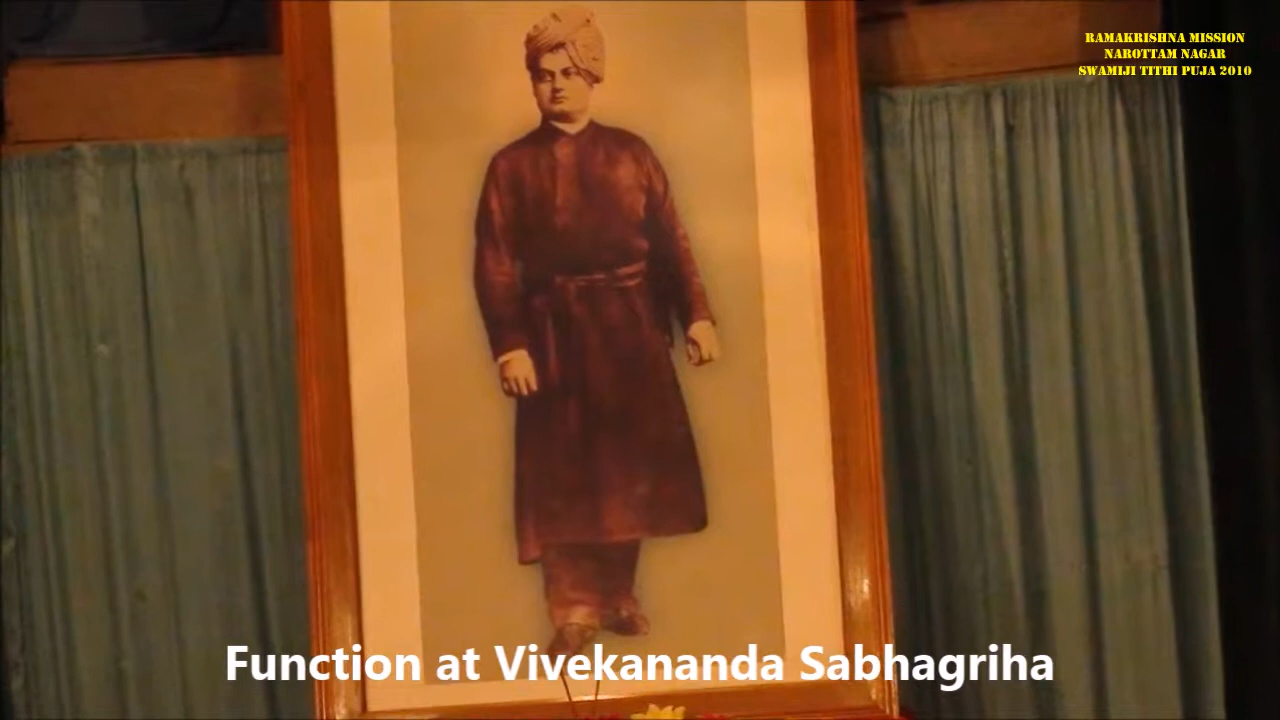 RAMAKRISHNA MISSION
NAROTTAM NAGAR
SWAMIJI TITHI PUJA 2010
Function at Vivekananda Sabhagriha